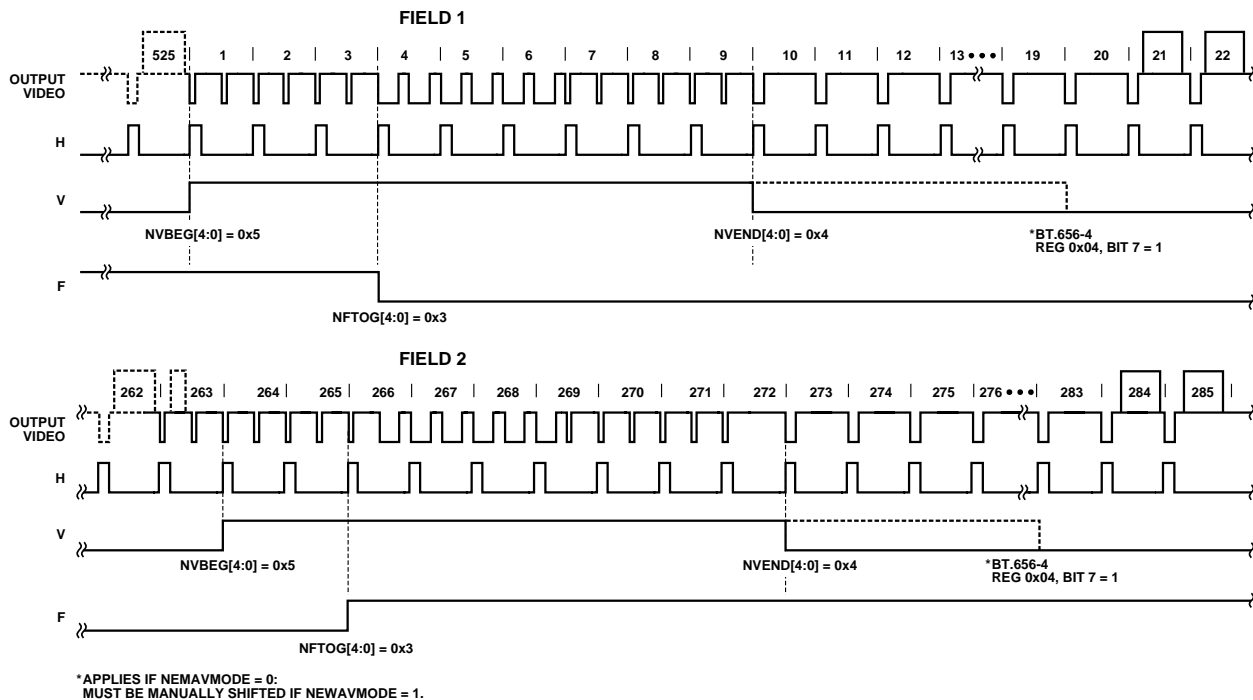 FIELD 1
525 1 2 3 4 5 6 7 8 9 10 11 12 13 ••• 19 20 21 22
OUTPUT
VIDEO
H
V
NVBEG[4:0] = 0x5 NVEND[4:0] = 0x4 *BT.656-4
REG 0x04, BIT 7 = 1
F
NFTOG[4:0] = 0x3
FIELD 2
262 263 264 265 266 267 268 269 270 271 272 273 274 275 276 ••• 283 284 285
OUTPUT
VIDEO
H
V
NVBEG[4:0] = 0x5 NVEND[4:0] = 0x4 *BT.656-4
REG 0x04, BIT 7 = 1
F
NFTOG[4:0] = 0x3
*APPLIES IF NEMAVMODE = 0:
MUST BE MANUALLY SHIFTED IF NEWAVMODE = 1.